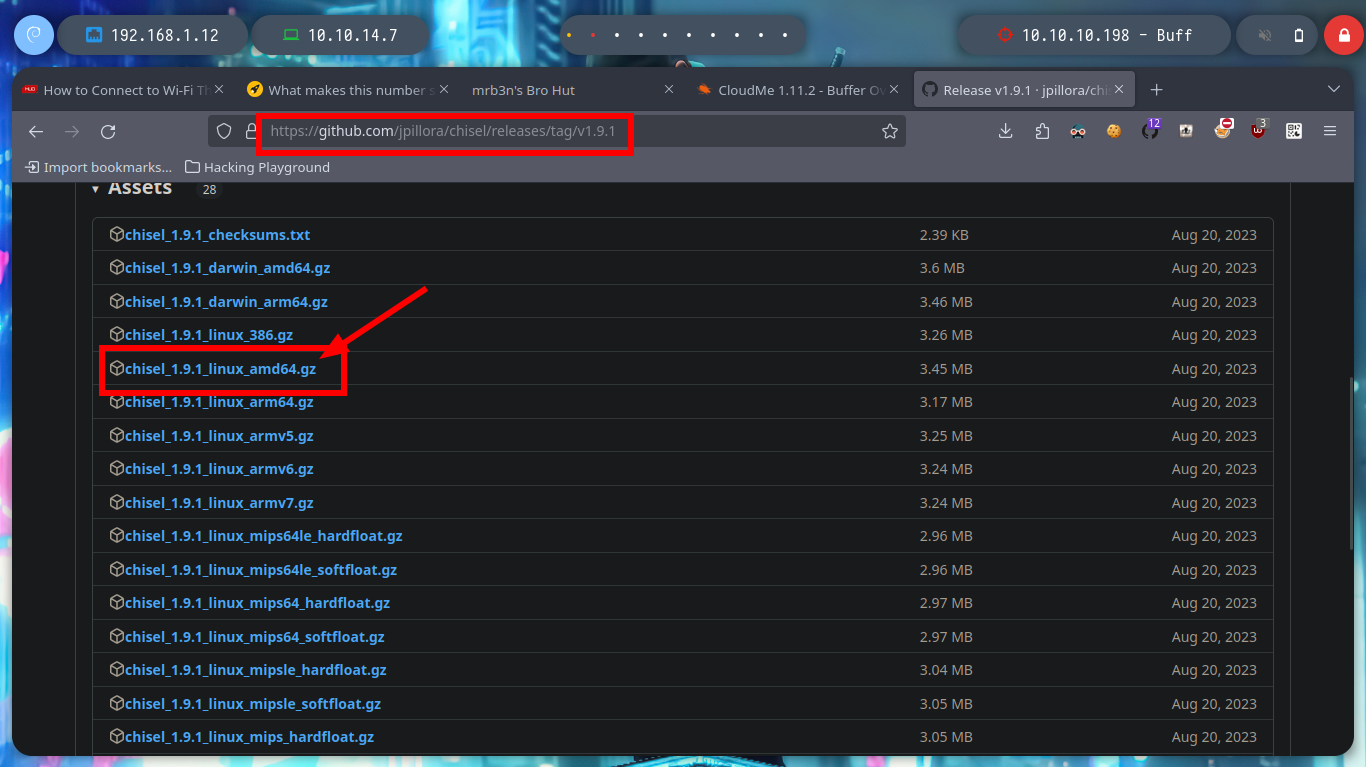 192.168.1.12
10.10.14.7
10.10.10.198 - Buff
How to Connect to Wi-Fi Th
What makes this number s
mrb3n's Bro Hut
CloudMe 1.11.2 - Buffer Ov
Release v1.9.1 · jpillora/chis
https://github.com/jpillora/chisel/releases/tag/v1.9.1
12
3
Import bookmarks...
Hacking Playground
Assets 28
chisel_1.9.1_checksums.txt 2.39 KB Aug 20, 2023
chisel_1.9.1_darwin_amd64.gz 3.6 MB Aug 20, 2023
chisel_1.9.1_darwin_arm64.gz 3.46 MB Aug 20, 2023
chisel_1.9.1_linux_386.gz 3.26 MB Aug 20, 2023
chisel_1.9.1_linux_amd64.gz 3.45 MB Aug 20, 2023
chisel_1.9.1_linux_arm64.gz 3.17 MB Aug 20, 2023
chisel_1.9.1_linux_armv5.gz 3.25 MB Aug 20, 2023
chisel_1.9.1_linux_armv6.gz 3.24 MB Aug 20, 2023
chisel_1.9.1_linux_armv7.gz 3.24 MB Aug 20, 2023
chisel_1.9.1_linux_mips64le_hardfloat.gz 2.96 MB Aug 20, 2023
chisel_1.9.1_linux_mips64le_softfloat.gz 2.96 MB Aug 20, 2023
chisel_1.9.1_linux_mips64_hardfloat.gz 2.97 MB Aug 20, 2023
chisel_1.9.1_linux_mips64_softfloat.gz 2.97 MB Aug 20, 2023
chisel_1.9.1_linux_mipsle_hardfloat.gz 3.04 MB Aug 20, 2023
chisel_1.9.1_linux_mipsle_softfloat.gz 3.05 MB Aug 20, 2023
chisel_1.9.1_linux_mips_hardfloat.gz 3.05 MB Aug 20, 2023